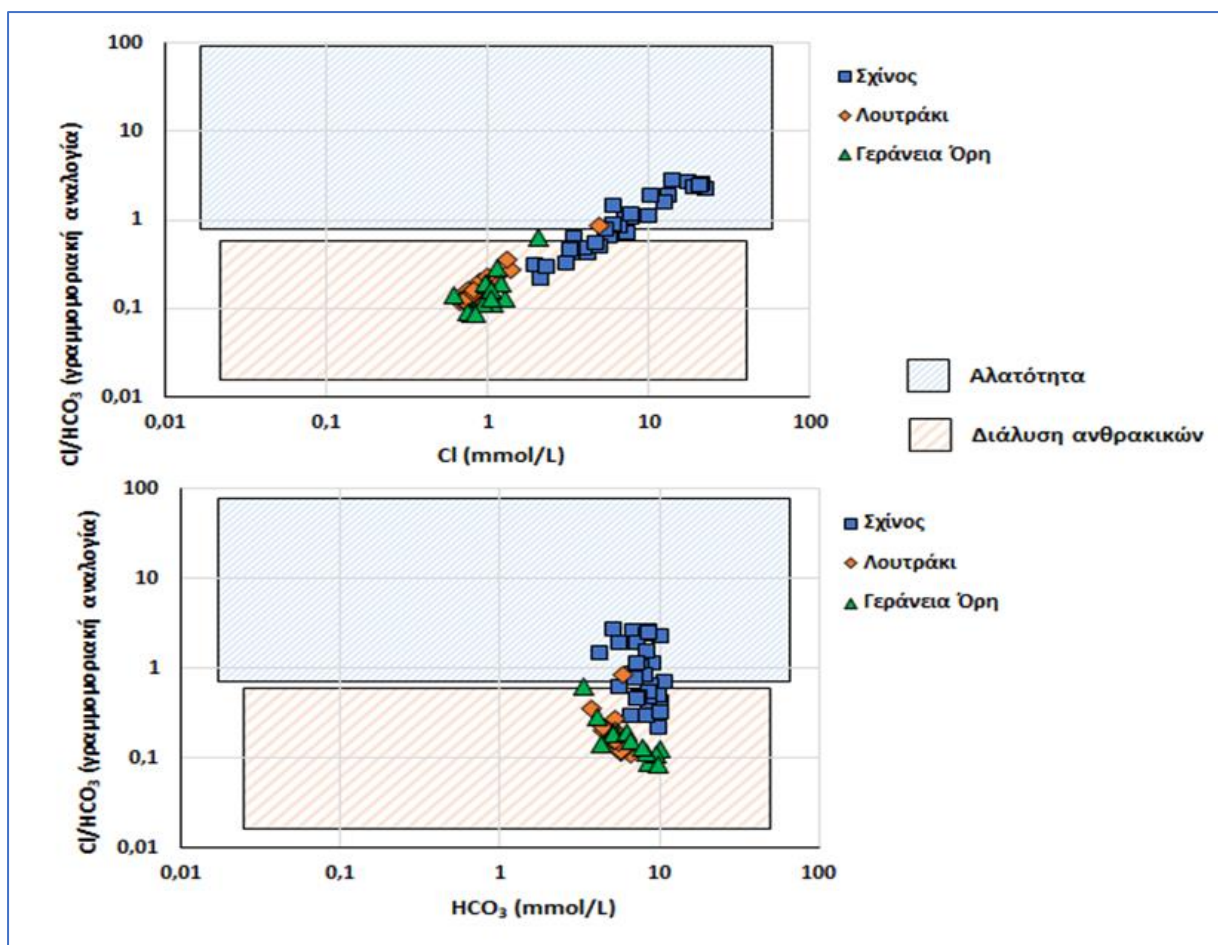 Cl/HCO₃ (γραμμομοριακή αναλογία)
100
10
1
0,1
0,01
0,01
0,1
1
10
100
Cl (mmol/L)
Σχίνος
Λουτράκι
Γεράνεια Όρη
Αλατότητα
Διάλυση ανθρακικών
Cl/HCO₃ (γραμμομοριακή αναλογία)
100
10
1
0,1
0,01
0,01
0,1
1
10
100
HCO₃ (mmol/L)
Σχίνος
Λουτράκι
Γεράνεια Όρη